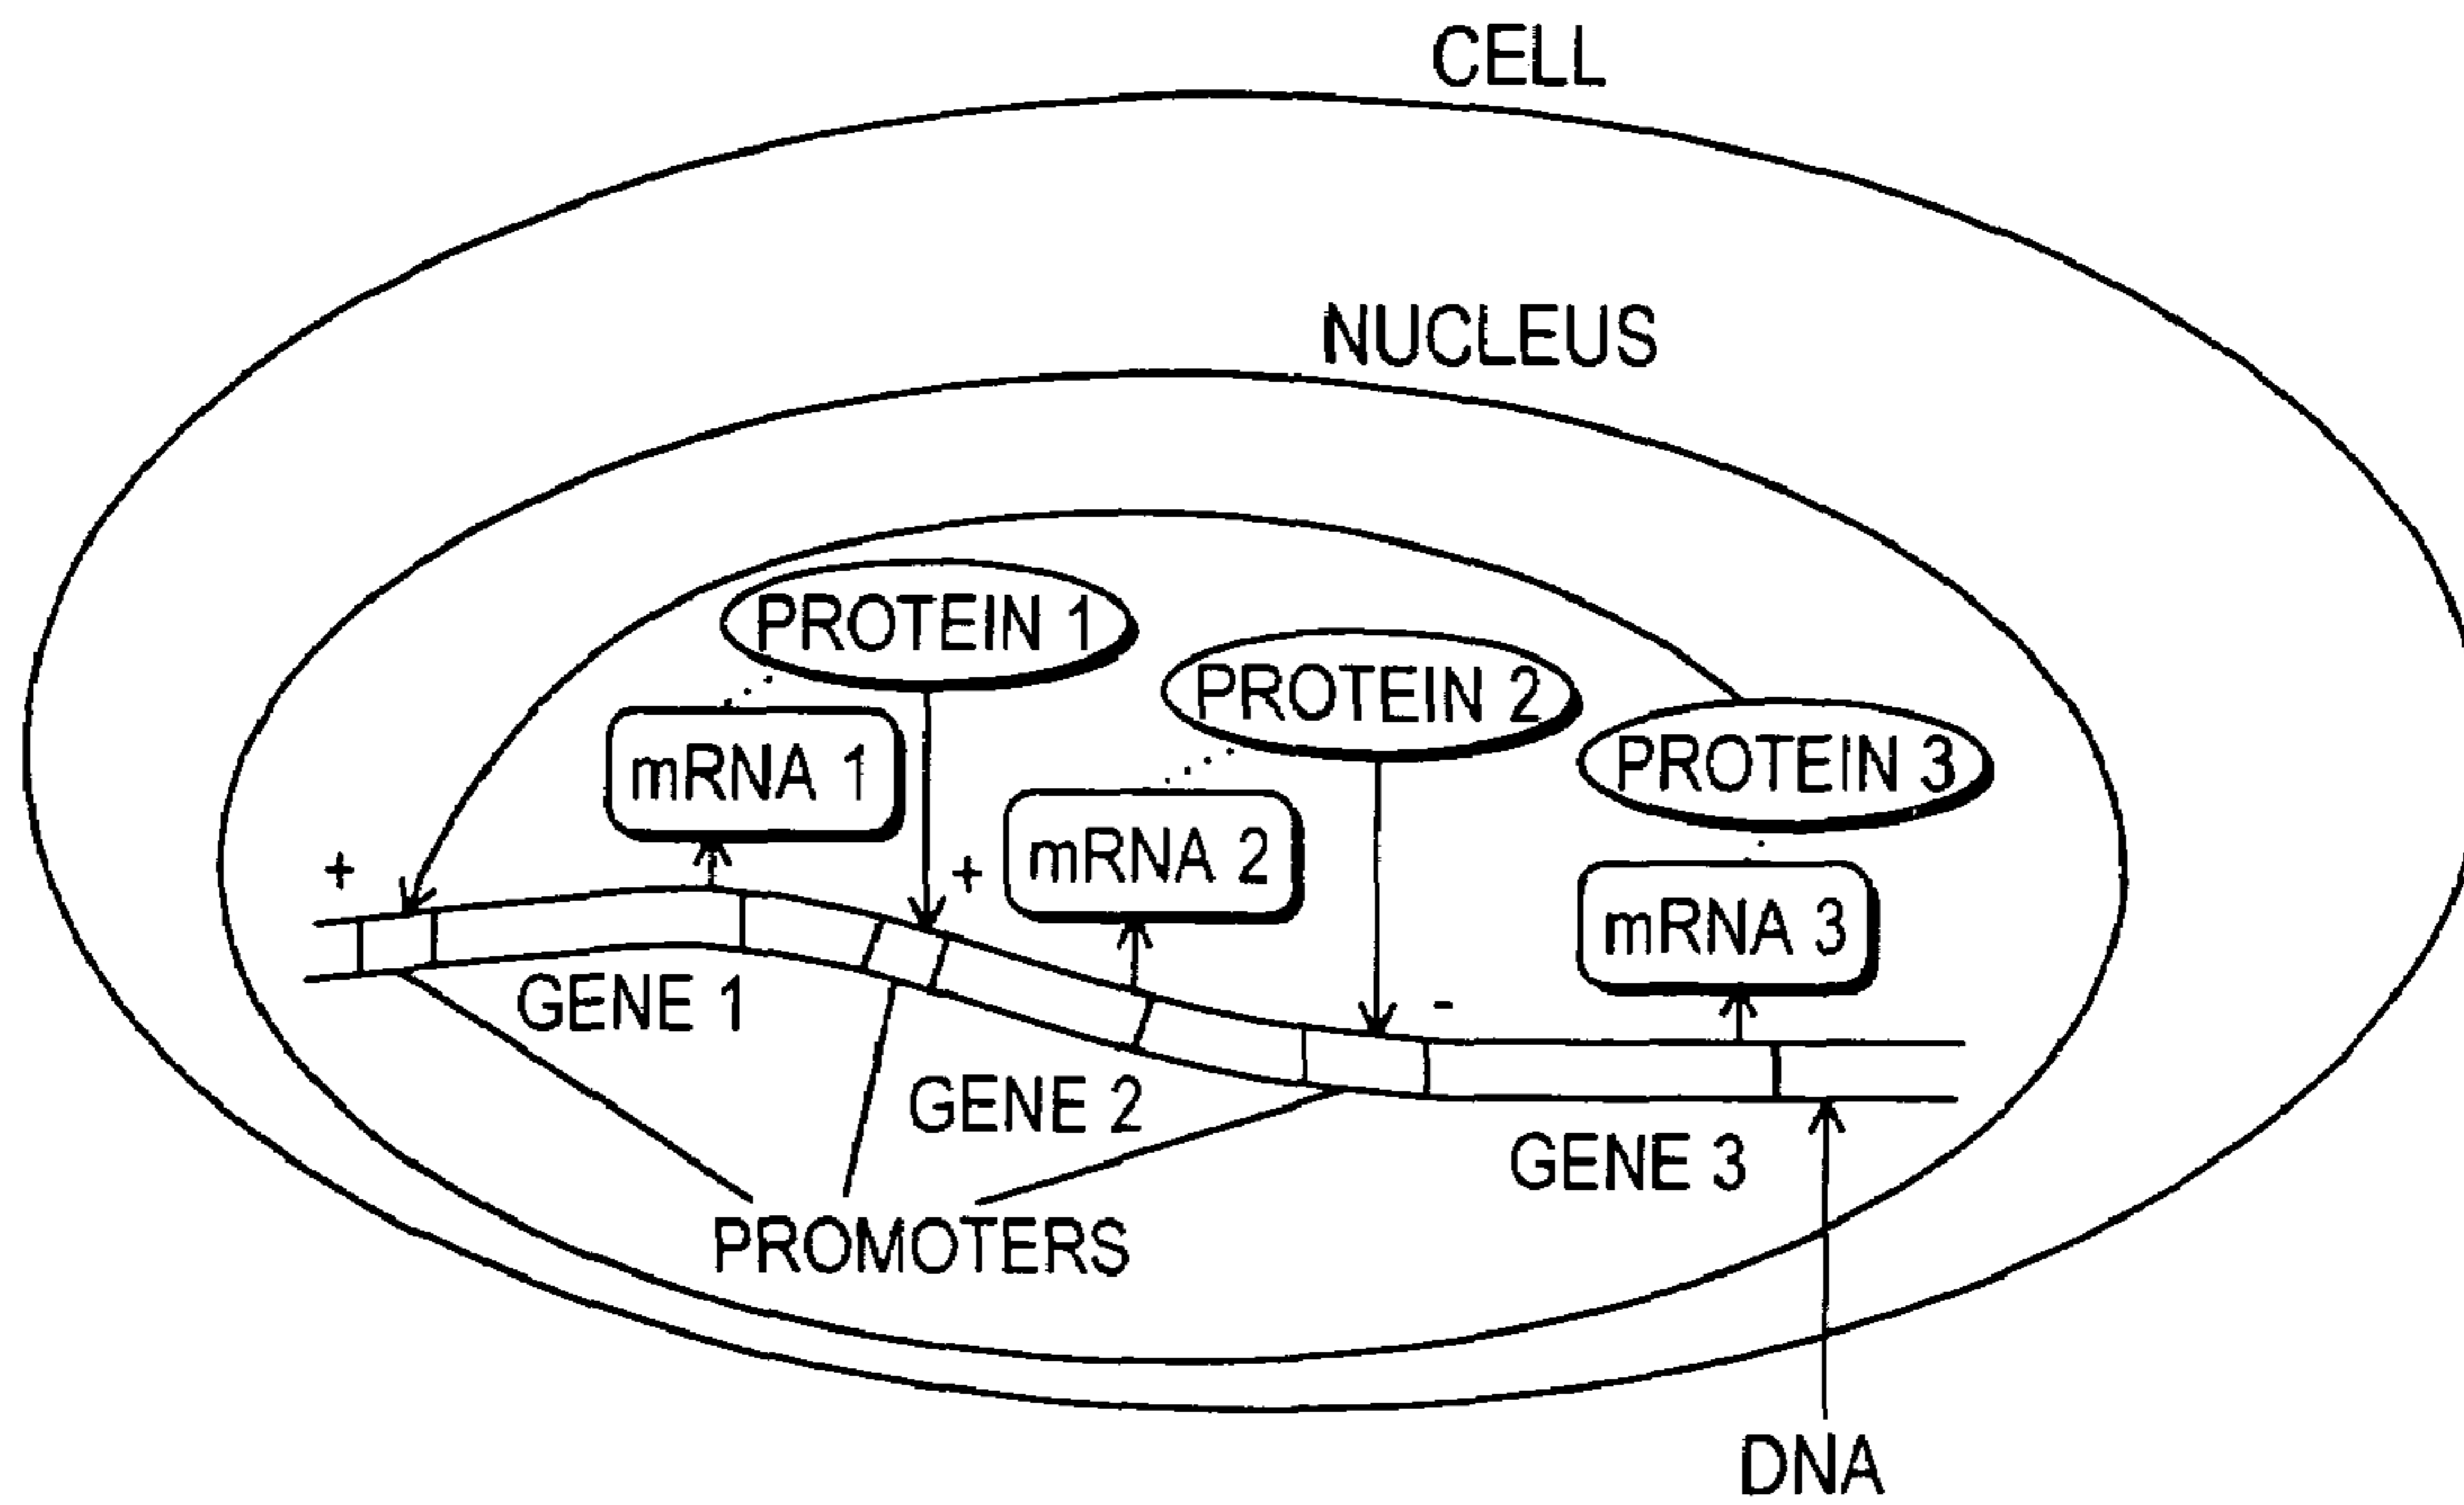 CELL
NUCLEUS
PROTEIN 1
PROTEIN 2
PROTEIN 3
mRNA 1
mRNA 2
mRNA 3
+
+
-
GENE 1
GENE 2
GENE 3
PROMOTERS
DNA